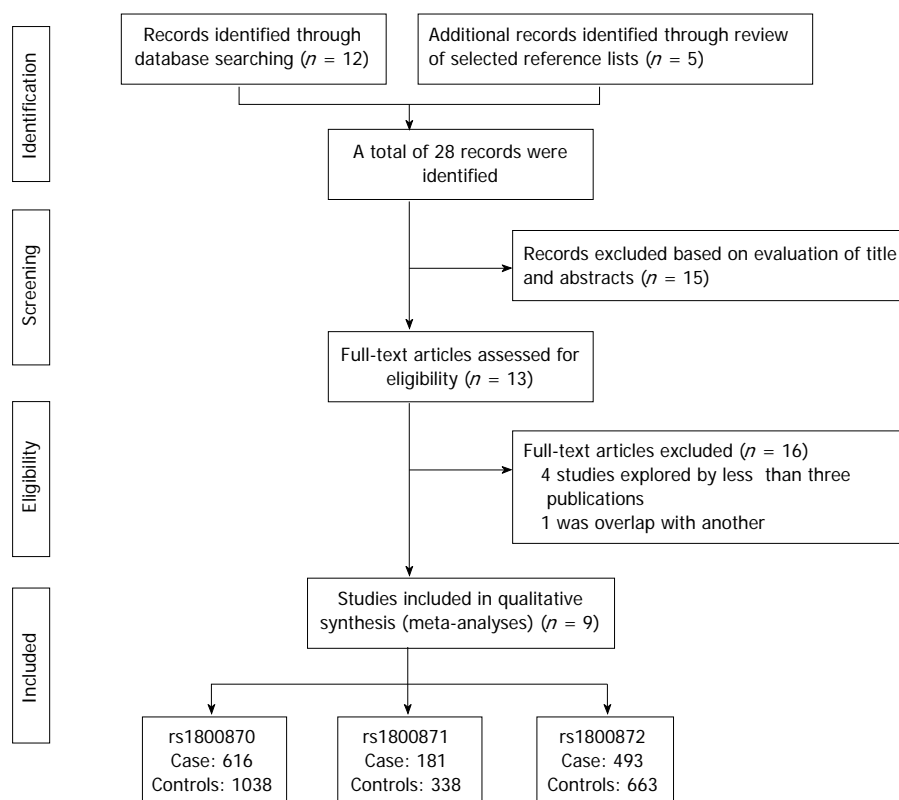 Identification
Records identified through
database searching (n = 12)
Additional records identified through review
of selected reference lists (n = 5)
A total of 28 records were
identified
Screening
Records excluded based on evaluation of title
and abstracts (n = 15)
Full-text articles assessed for
eligibility (n = 13)
Eligibility
Full-text articles excluded (n = 16)
4 studies explored by less than three
publications
1 was overlap with another
Included
Studies included in qualitative
synthesis (meta-analyses) (n = 9)
rs1800870
Case: 616
Controls: 1038
rs1800871
Case: 181
Controls: 338
rs1800872
Case: 493
Controls: 663